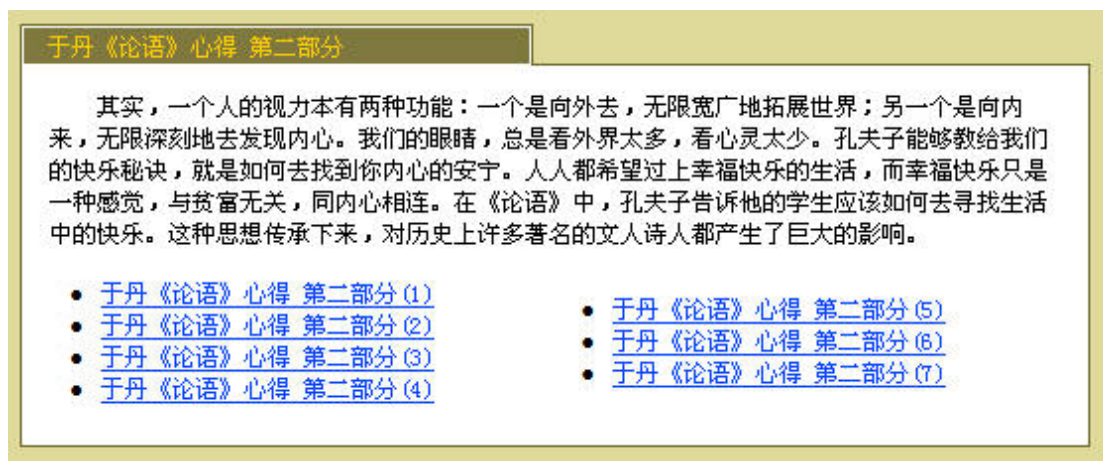 于丹《论语》心得 第二部分
其实，一个人的视力本有两种功能：一个是向外去，无限宽广地拓展世界；另一个是向内
来，无限深刻地去发现内心。我们的眼睛，总是看外界太多，看心灵太少。孔夫子能够教给我们
的快乐秘诀，就是如何去找到你内心的安宁。人人都希望过上幸福快乐的生活，而幸福快乐只是
一种感觉，与贫富无关，同内心相连。在《论语》中，孔夫子告诉他的学生应该如何去寻找生活
中的快乐。这种思想传承下来，对历史上许多著名的文人诗人都产生了巨大的影响。
于丹《论语》心得 第二部分(1)
于丹《论语》心得 第二部分(2)
于丹《论语》心得 第二部分(3)
于丹《论语》心得 第二部分(4)
于丹《论语》心得 第二部分(5)
于丹《论语》心得 第二部分(6)
于丹《论语》心得 第二部分(7)